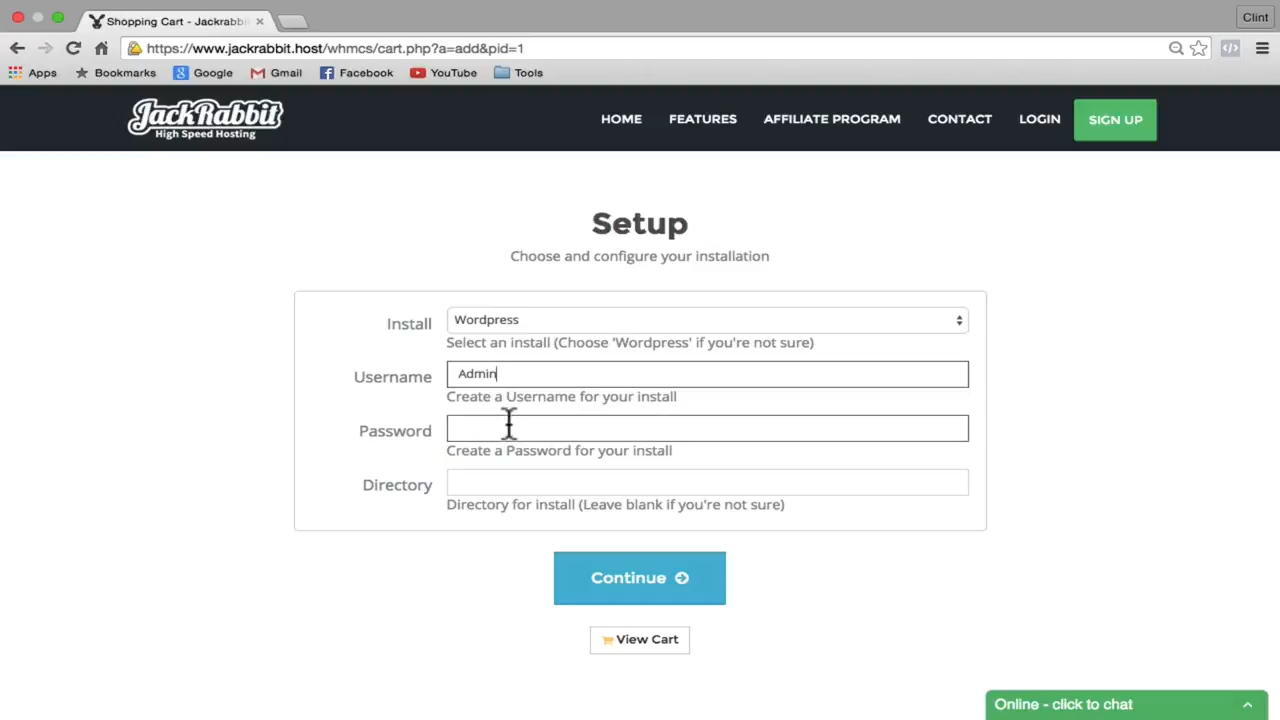 Shopping Cart - Jackrabbi
Clint
https://www.jackrabbit.host/whmcs/cart.php?a=add&pid=1
Apps Bookmarks Google Gmail Facebook YouTube Tools
JackRabbit
High Speed Hosting
HOME FEATURES AFFILIATE PROGRAM CONTACT LOGIN SIGN UP
Setup
Choose and configure your installation
Install Wordpress
Select an install (Choose 'Wordpress' if you're not sure)
Username Admin
Create a Username for your install
Password
Create a Password for your install
Directory
Directory for install (Leave blank if you're not sure)
Continue
View Cart
Online - click to chat